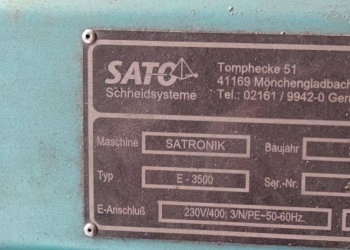 SATO
Schneidsysteme
Tomphecke 51
41169 Mönchengladbach
Tel.: 02161 / 9942-0
Maschine SATRONIK Baujahr
Typ E - 3500 Ser.-Nr.
E-Anschluß 230V/400; 3/N/PE~50-60Hz.